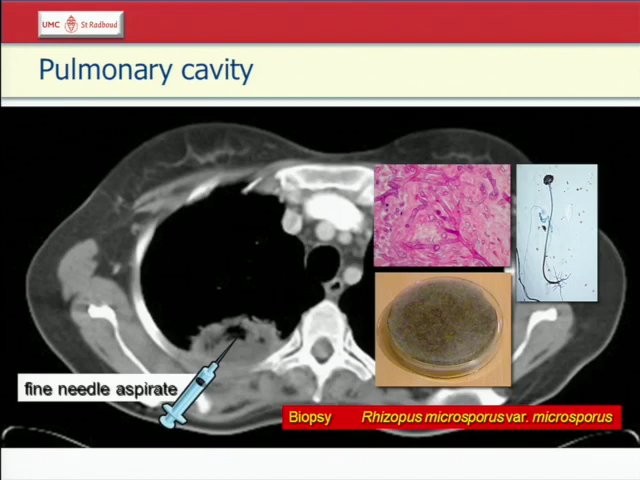 UMC St Radboud
Pulmonary cavity
fine needle aspirate
Biopsy Rhizopus microsporus var. microsporus